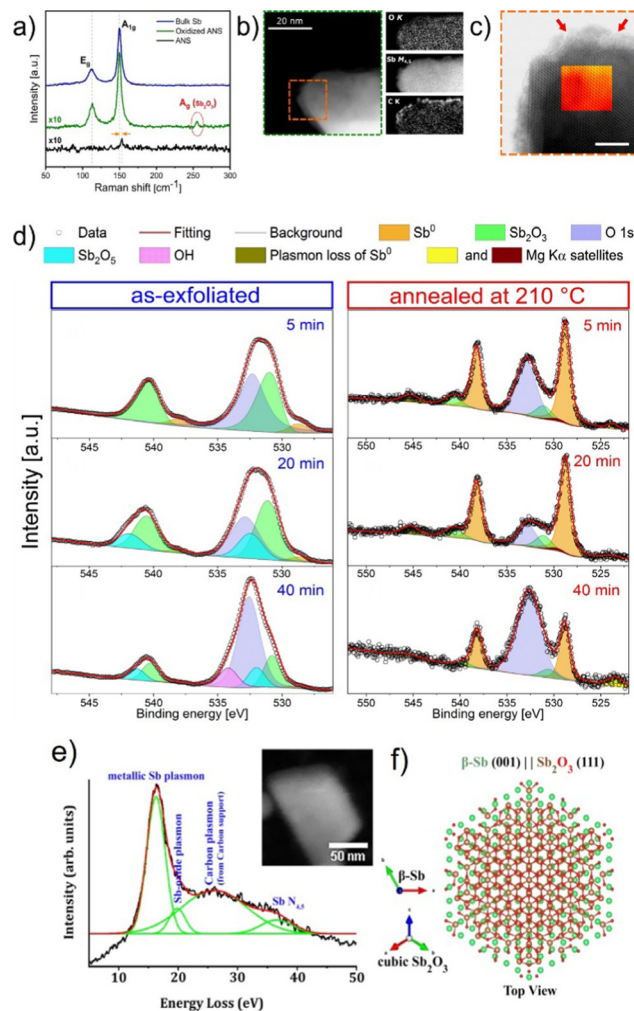 a)
Intensity [a.u.]
Bulk Sb
Oxidized ANS
ANS
A1g
Eg
Ag (Sb2O3)
x10
x10
50 100 150 200 250 300
Raman shift [cm-1]
b)
20 nm
O K
Sb M4,5
C K
c)
d)
Data Fitting Background Sb0 Sb2O3 O 1s
Sb2O5 OH Plasmon loss of Sb0 and Mg Kα satellites
as-exfoliated
annealed at 210 °C
Intensity [a.u.]
5 min
545 540 535 530
20 min
545 540 535 530
40 min
545 540 535 530
Binding energy [eV]
5 min
550 545 540 535 530 525
20 min
550 545 540 535 530 525
40 min
550 545 540 535 530 525
Binding energy [eV]
e)
Intensity (arb. units)
metallic Sb plasmon
Sb-oxide plasmon
Carbon plasmon
(from Carbon support)
Sb N4,5
50 nm
10 20 30 40 50
Energy Loss (eV)
f)
β-Sb (001) || Sb2O3 (111)
β-Sb
cubic Sb2O3
Top View